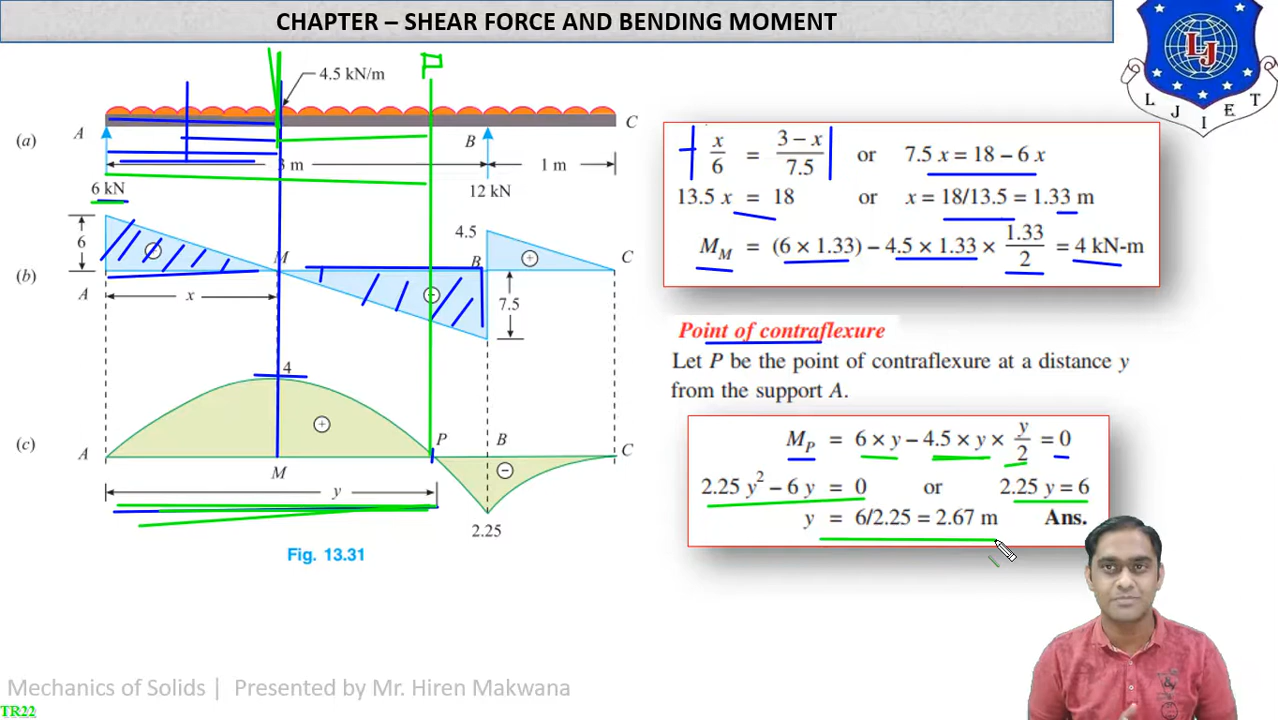 CHAPTER – SHEAR FORCE AND BENDING MOMENT
P
4.5 kN/m
L J I E T
LJ
(a) A B C
3 m 1 m
6 kN 12 kN
6 4.5
(b) A M B C
x 7.5
4
(c) A M P B C
y
2.25
Fig. 13.31
x/6 = (3 – x)/7.5 or 7.5 x = 18 – 6 x
13.5 x = 18 or x = 18/13.5 = 1.33 m
M_M = (6 × 1.33) – 4.5 × 1.33 × 1.33/2 = 4 kN-m
Point of contraflexure
Let P be the point of contraflexure at a distance y
from the support A.
M_P = 6 × y – 4.5 × y × y/2 = 0
2.25 y² – 6 y = 0 or 2.25 y = 6
y = 6/2.25 = 2.67 m Ans.
Mechanics of Solids | Presented by Mr. Hiren Makwana
TR22